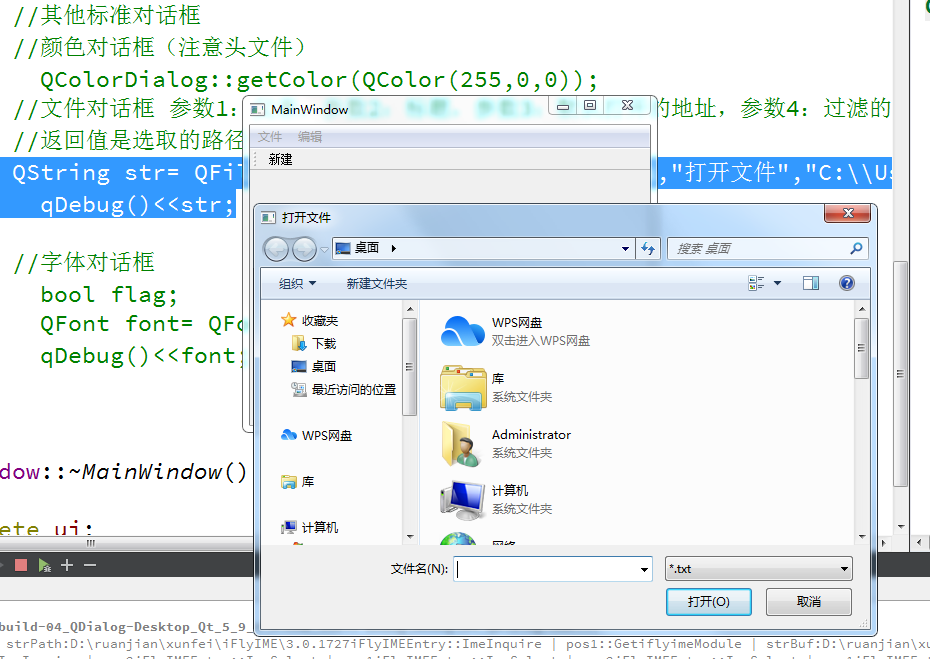 //其他标准对话框
//颜色对话框（注意头文件）
QColorDialog::getColor(QColor(255,0,0));
//文件对话框 参数1： 的地址，参数4：过滤的
//返回值是选取的路径
QString str= QFi ,"打开文件","C:\\Us
qDebug()<<str;
//字体对话框
bool flag;
QFont font= QFo
qDebug()<<font;
dow::~MainWindow()
ete ui;
MainWindow
文件 编辑
新建
打开文件
桌面
搜索 桌面
组织 新建文件夹
收藏夹
下载
桌面
最近访问的位置
WPS网盘
库
计算机
WPS网盘
双击进入WPS网盘
库
系统文件夹
Administrator
系统文件夹
计算机
系统文件夹
网络
文件名(N):
*.txt
打开(O) 取消
build-04_QDialog-Desktop_Qt_5_9_
strPath:D:\ruanjian\xunfei\iFlyIME\3.0.1727iFlyIMEEntry::ImeInquire | pos1::GetiflyimeModule | strBuf:D:\ruanjian\xu